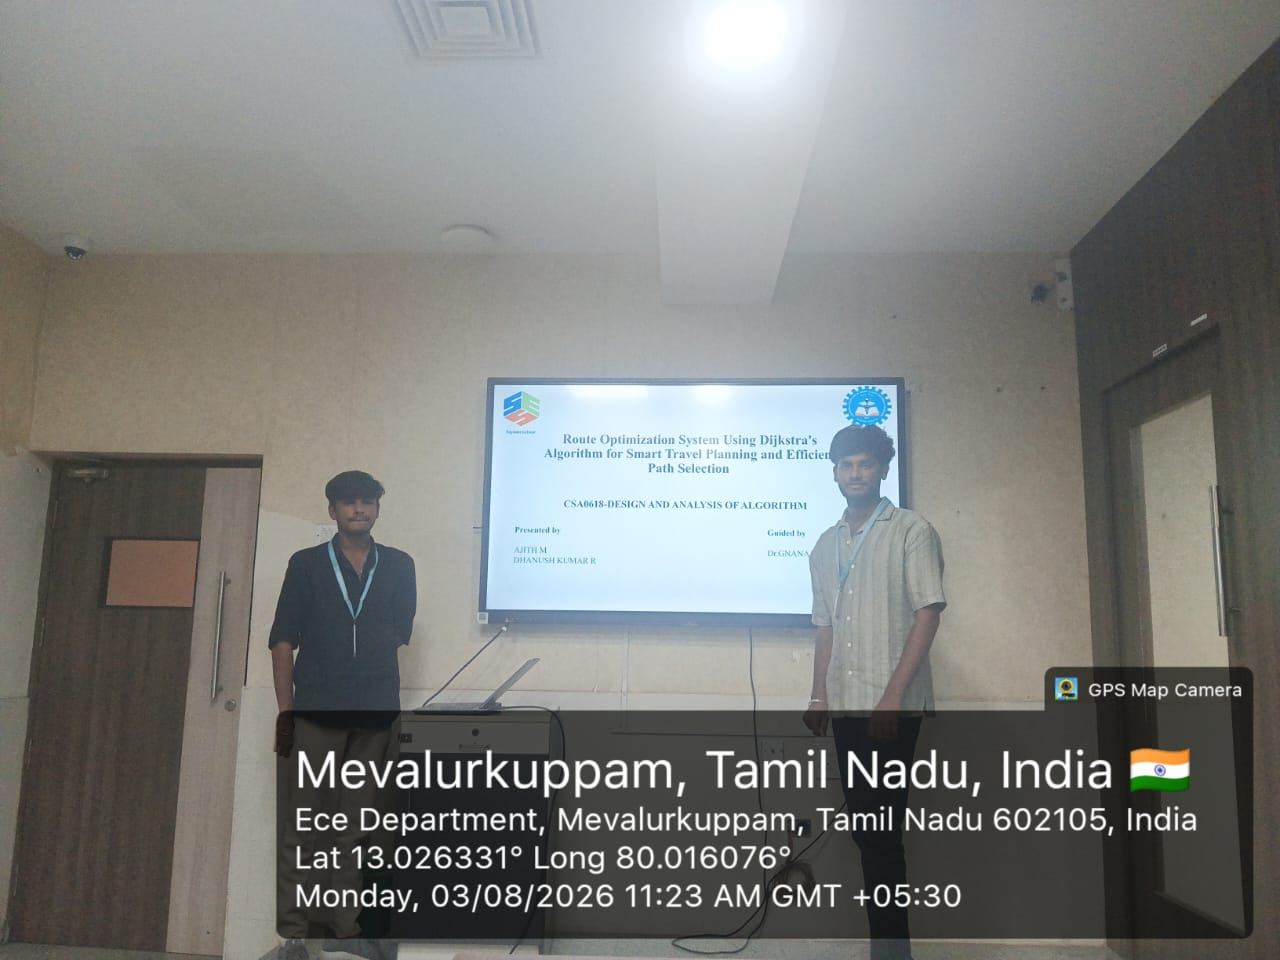 Route Optimization System Using Dijkstra's
Algorithm for Smart Travel Planning and Efficien
Path Selection
CSA0618-DESIGN AND ANALYSIS OF ALGORITHM
Presented by
Guided by
AJITH M
DHANUSH KUMAR R
Dr.GNANA
GPS Map Camera
Mevalurkuppam, Tamil Nadu, India
Ece Department, Mevalurkuppam, Tamil Nadu 602105, India
Lat 13.026331° Long 80.016076°
Monday, 03/08/2026 11:23 AM GMT +05:30